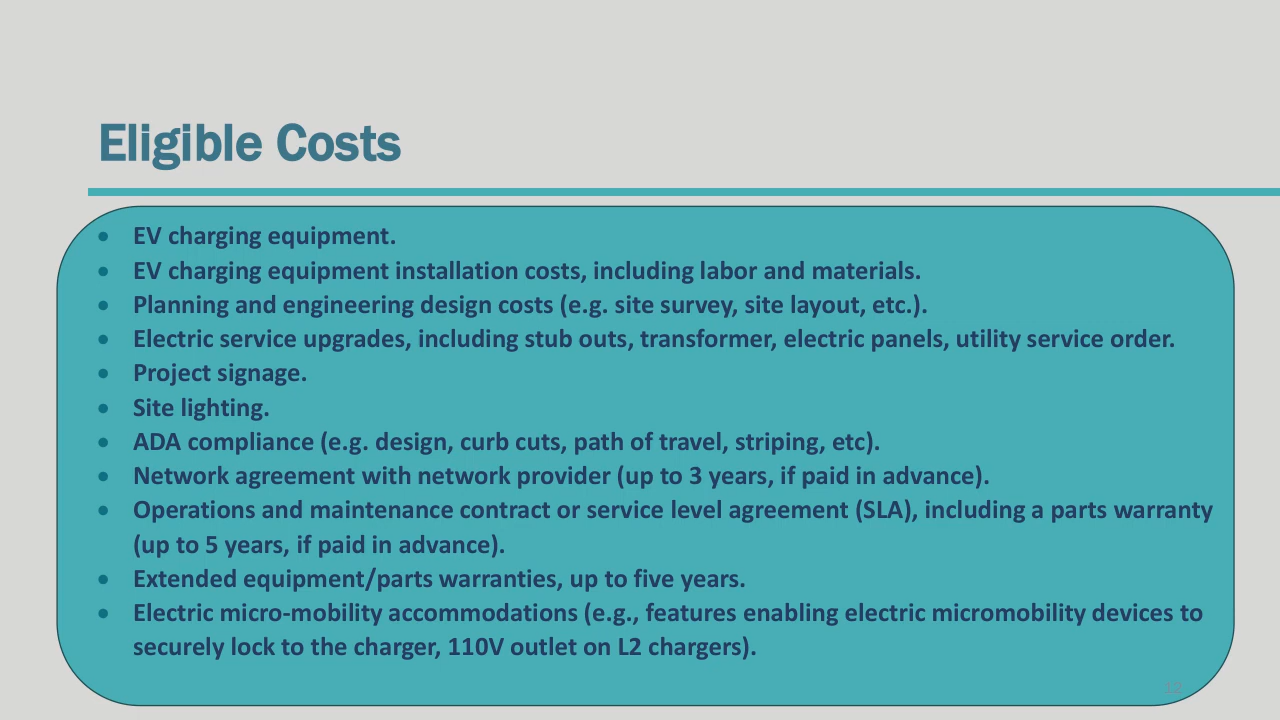 Eligible Costs
• EV charging equipment.
• EV charging equipment installation costs, including labor and materials.
• Planning and engineering design costs (e.g. site survey, site layout, etc.).
• Electric service upgrades, including stub outs, transformer, electric panels, utility service order.
• Project signage.
• Site lighting.
• ADA compliance (e.g. design, curb cuts, path of travel, striping, etc).
• Network agreement with network provider (up to 3 years, if paid in advance).
• Operations and maintenance contract or service level agreement (SLA), including a parts warranty
(up to 5 years, if paid in advance).
• Extended equipment/parts warranties, up to five years.
• Electric micro-mobility accommodations (e.g., features enabling electric micromobility devices to
securely lock to the charger, 110V outlet on L2 chargers).
12